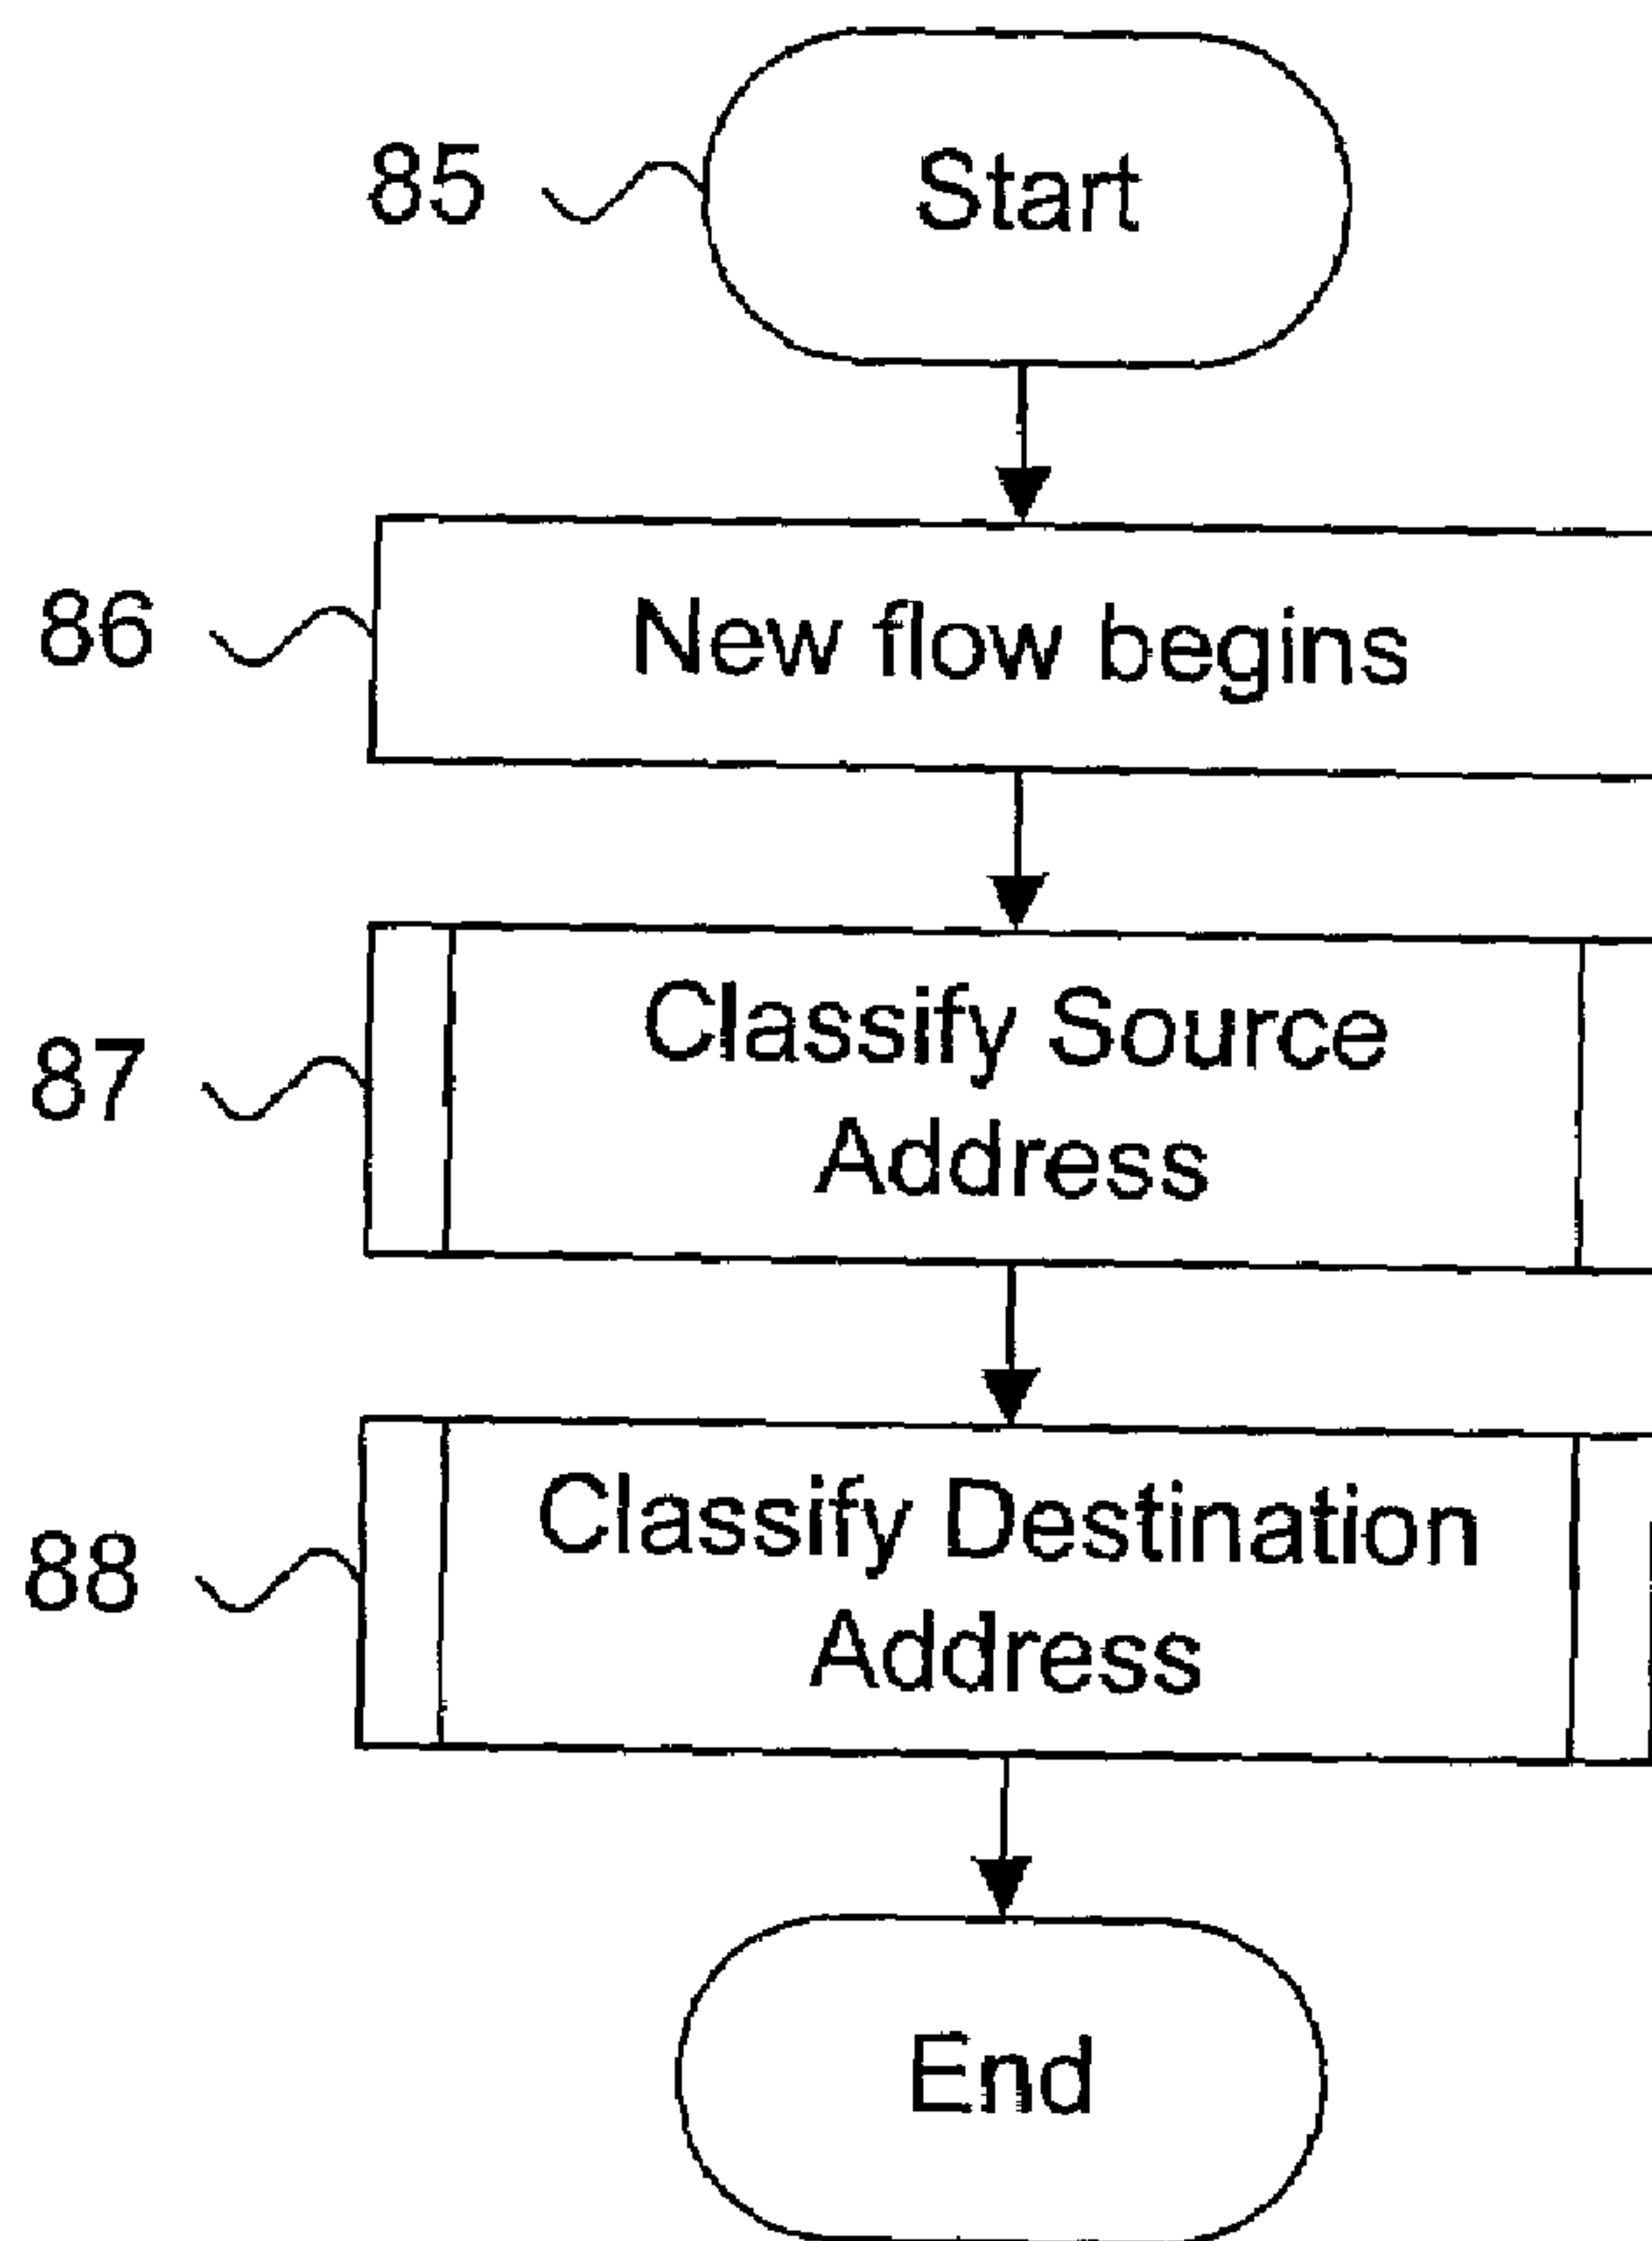 85 Start
86 New flow begins
87 Classify Source
Address
88 Classify Destination
Address
End